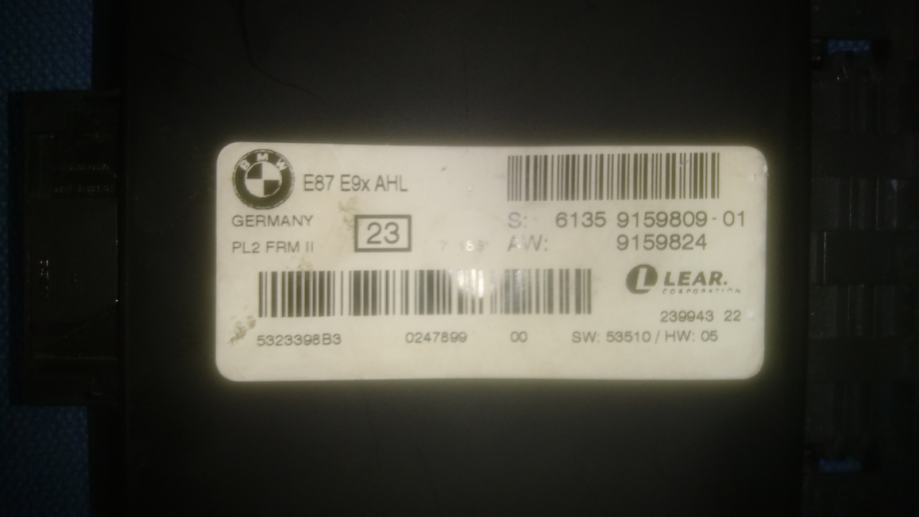 BMW
E87 E9x AHL
GERMANY
PL2 FRM II
23
S: 6135 9159809-01
AW: 9159824
LEAR.
CORPORATION
239943 22
5323398B3 0247899 00 SW: 53510 / HW: 05